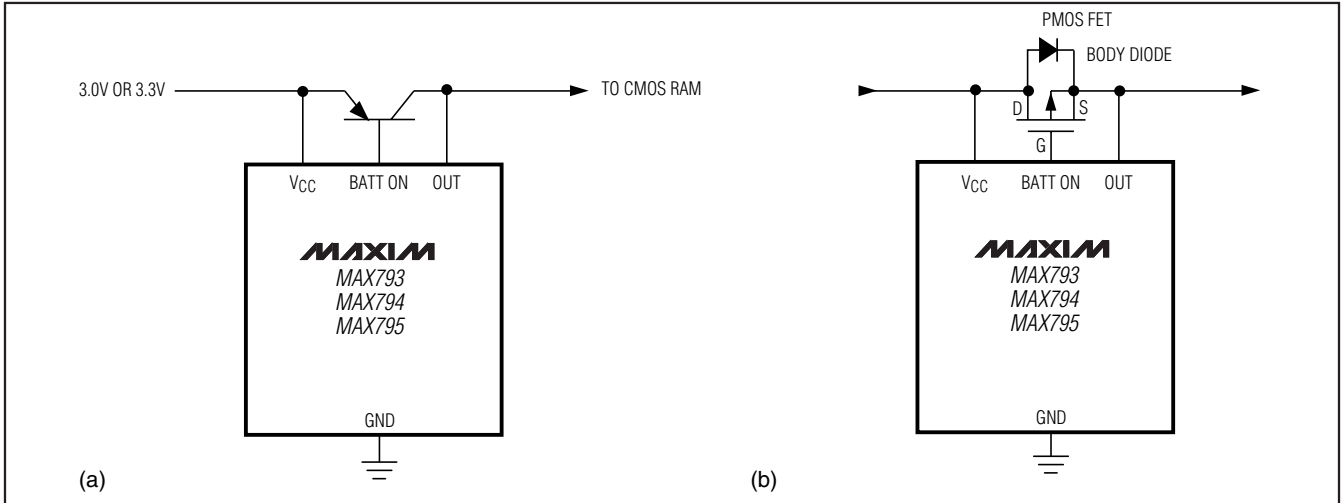 3.0V OR 3.3V
TO CMOS RAM
VCC
BATT ON
OUT
MAXIM
MAX793
MAX794
MAX795
GND
(a)
PMOS FET
BODY DIODE
D
S
G
VCC
BATT ON
OUT
MAXIM
MAX793
MAX794
MAX795
GND
(b)